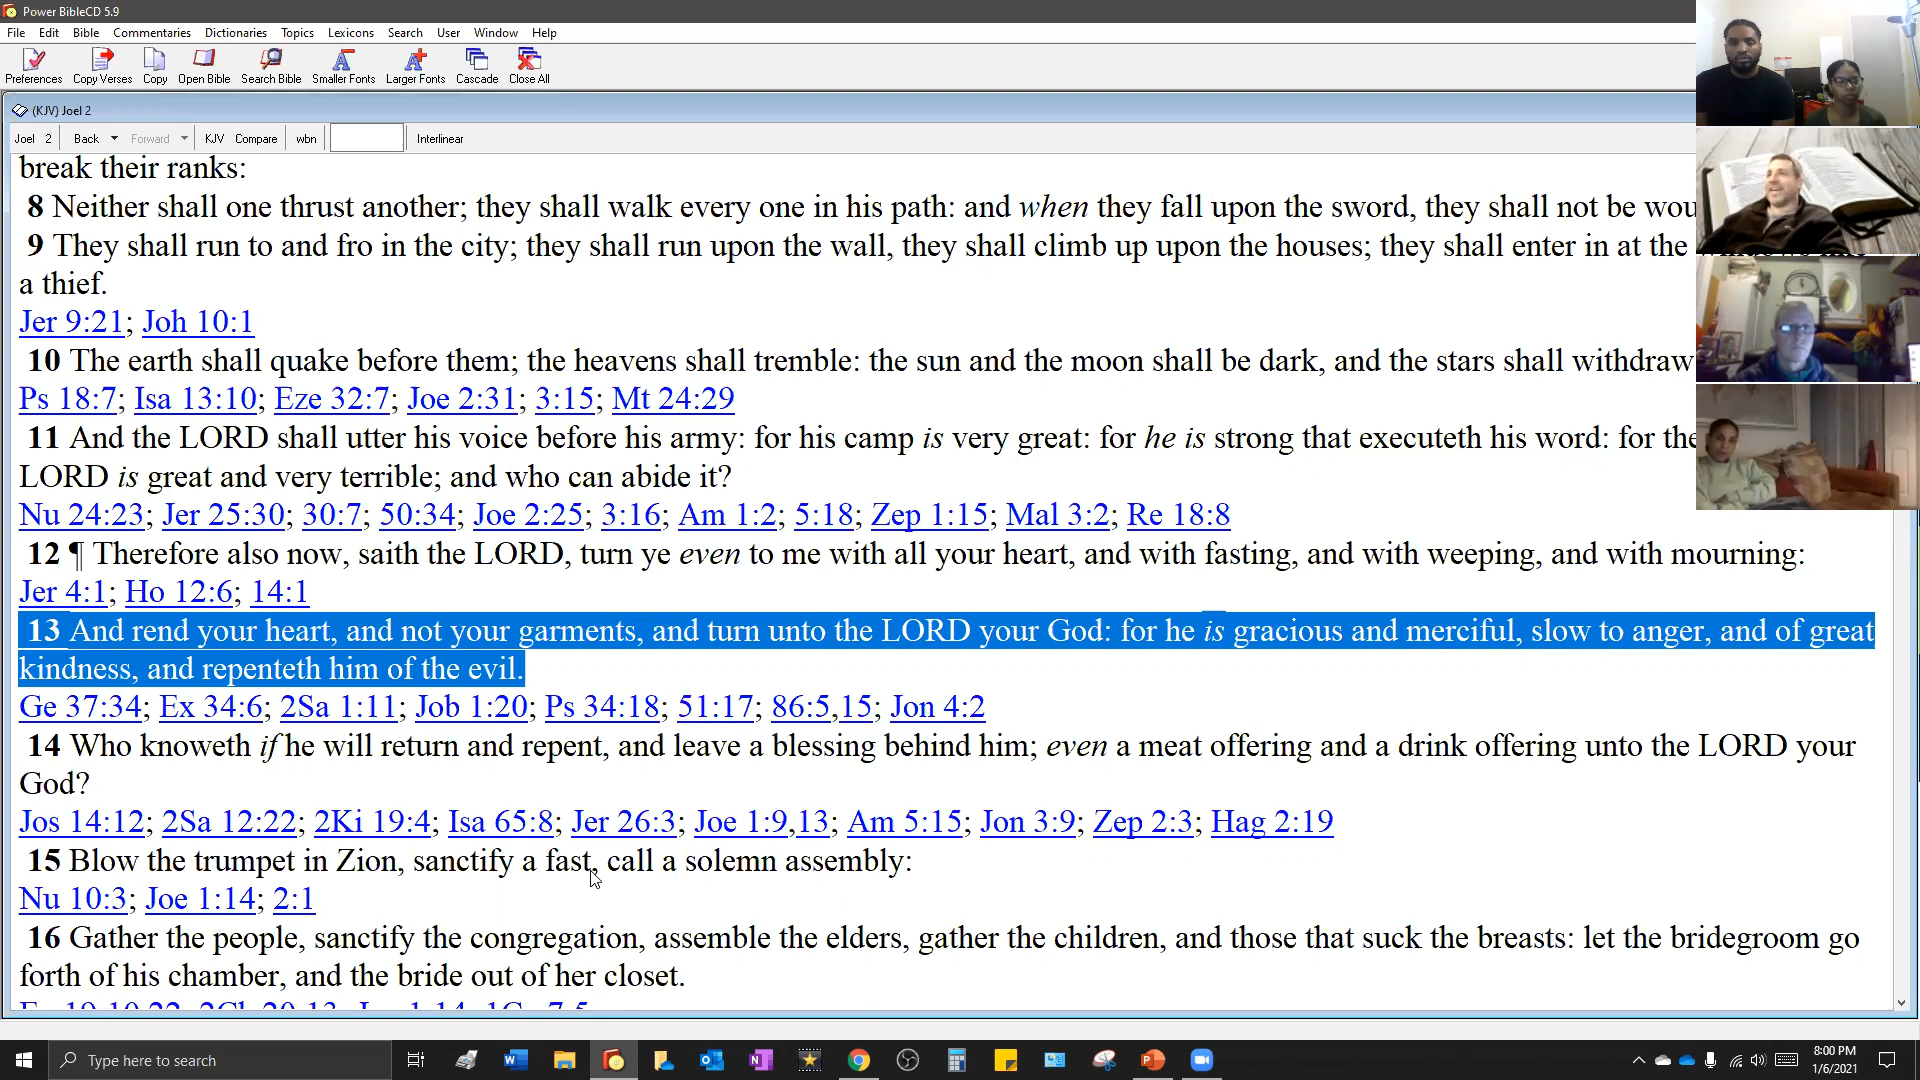 Power BibleCD 5.9
File Edit Bible Commentaries Dictionaries Topics Lexicons Search User Window Help
Preferences Copy Verses Copy Open Bible Search Bible Smaller Fonts Larger Fonts Cascade Close All
(KJV) Joel 2
Joel 2 Back Forward KJV Compare wbn Interlinear
break their ranks:
8 Neither shall one thrust another; they shall walk every one in his path: and when they fall upon the sword, they shall not be wou
9 They shall run to and fro in the city; they shall run upon the wall, they shall climb up upon the houses; they shall enter in at the
a thief.
Jer 9:21; Joh 10:1
10 The earth shall quake before them; the heavens shall tremble: the sun and the moon shall be dark, and the stars shall withdraw
Ps 18:7; Isa 13:10; Eze 32:7; Joe 2:31; 3:15; Mt 24:29
11 And the LORD shall utter his voice before his army: for his camp is very great: for he is strong that executeth his word: for the
LORD is great and very terrible; and who can abide it?
Nu 24:23; Jer 25:30; 30:7; 50:34; Joe 2:25; 3:16; Am 1:2; 5:18; Zep 1:15; Mal 3:2; Re 18:8
12 ¶ Therefore also now, saith the LORD, turn ye even to me with all your heart, and with fasting, and with weeping, and with mourning:
Jer 4:1; Ho 12:6; 14:1
13 And rend your heart, and not your garments, and turn unto the LORD your God: for he is gracious and merciful, slow to anger, and of great
kindness, and repenteth him of the evil.
Ge 37:34; Ex 34:6; 2Sa 1:11; Job 1:20; Ps 34:18; 51:17; 86:5,15; Jon 4:2
14 Who knoweth if he will return and repent, and leave a blessing behind him; even a meat offering and a drink offering unto the LORD your
God?
Jos 14:12; 2Sa 12:22; 2Ki 19:4; Isa 65:8; Jer 26:3; Joe 1:9,13; Am 5:15; Jon 3:9; Zep 2:3; Hag 2:19
15 Blow the trumpet in Zion, sanctify a fast, call a solemn assembly:
Nu 10:3; Joe 1:14; 2:1
16 Gather the people, sanctify the congregation, assemble the elders, gather the children, and those that suck the breasts: let the bridegroom go
forth of his chamber, and the bride out of her closet.
Type here to search
8:00 PM
1/6/2021